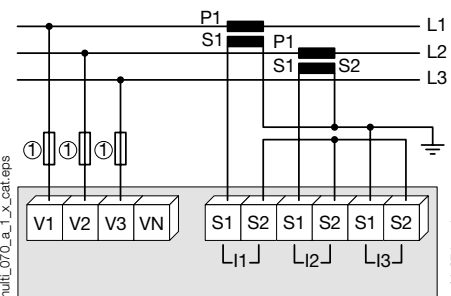 P1
L1
S1
P1
L2
S1
S2
L3
① ① ①
V1 V2 V3 VN
S1 S2 S1 S2 S1 S2
I1 I2 I3
multi_070_a_1_x_cat.eps